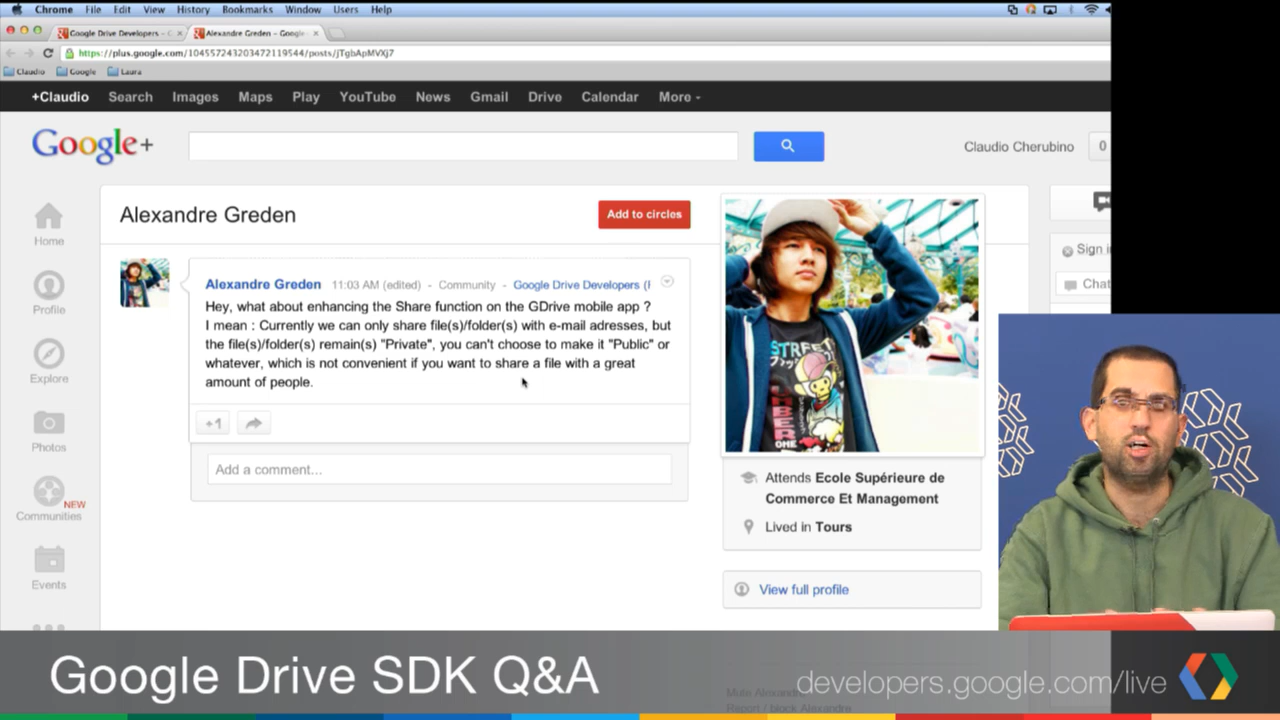 Chrome File Edit View History Bookmarks Window Users Help
Google Drive Developers - G Alexandre Greden - Google
https://plus.google.com/104557243203472119544/posts/jTgbApMVXj7
Claudio Google Laura
+Claudio Search Images Maps Play YouTube News Gmail Drive Calendar More
Google+
Claudio Cherubino 0
Home
Profile
Explore
Photos
NEW
Communities
Events
Alexandre Greden
Add to circles
Alexandre Greden 11:03 AM (edited) - Community - Google Drive Developers (
Hey, what about enhancing the Share function on the GDrive mobile app ?
I mean : Currently we can only share file(s)/folder(s) with e-mail adresses, but
the file(s)/folder(s) remain(s) "Private", you can't choose to make it "Public" or
whatever, which is not convenient if you want to share a file with a great
amount of people.
+1
Add a comment...
STREET
Attends Ecole Supérieure de
Commerce Et Management
Lived in Tours
View full profile
Sign i
Chat
Google Drive SDK Q&A
developers.google.com/live
Mute Alexandre
Report / block Alexandre